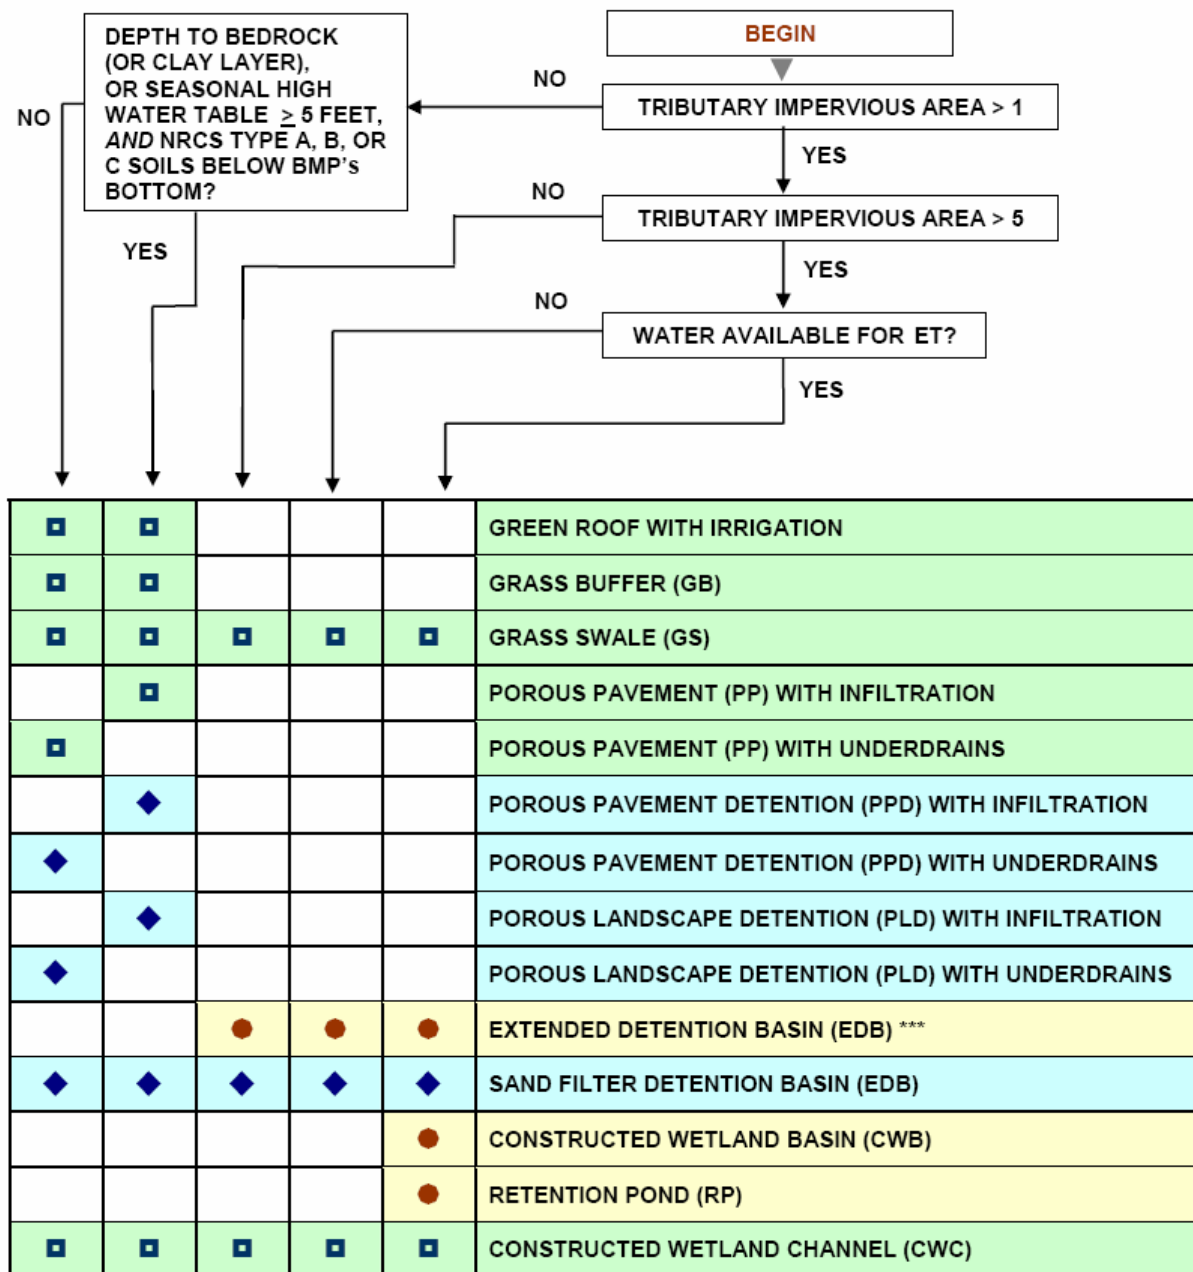 BEGIN
DEPTH TO BEDROCK
(OR CLAY LAYER),
OR SEASONAL HIGH
WATER TABLE ≥ 5 FEET,
AND NRCS TYPE A, B, OR
C SOILS BELOW BMP's
BOTTOM?
NO
NO
TRIBUTARY IMPERVIOUS AREA > 1
YES
NO
TRIBUTARY IMPERVIOUS AREA > 5
YES
YES
NO
WATER AVAILABLE FOR ET?
YES
GREEN ROOF WITH IRRIGATION
GRASS BUFFER (GB)
GRASS SWALE (GS)
POROUS PAVEMENT (PP) WITH INFILTRATION
POROUS PAVEMENT (PP) WITH UNDERDRAINS
POROUS PAVEMENT DETENTION (PPD) WITH INFILTRATION
POROUS PAVEMENT DETENTION (PPD) WITH UNDERDRAINS
POROUS LANDSCAPE DETENTION (PLD) WITH INFILTRATION
POROUS LANDSCAPE DETENTION (PLD) WITH UNDERDRAINS
EXTENDED DETENTION BASIN (EDB) ***
SAND FILTER DETENTION BASIN (EDB)
CONSTRUCTED WETLAND BASIN (CWB)
RETENTION POND (RP)
CONSTRUCTED WETLAND CHANNEL (CWC)